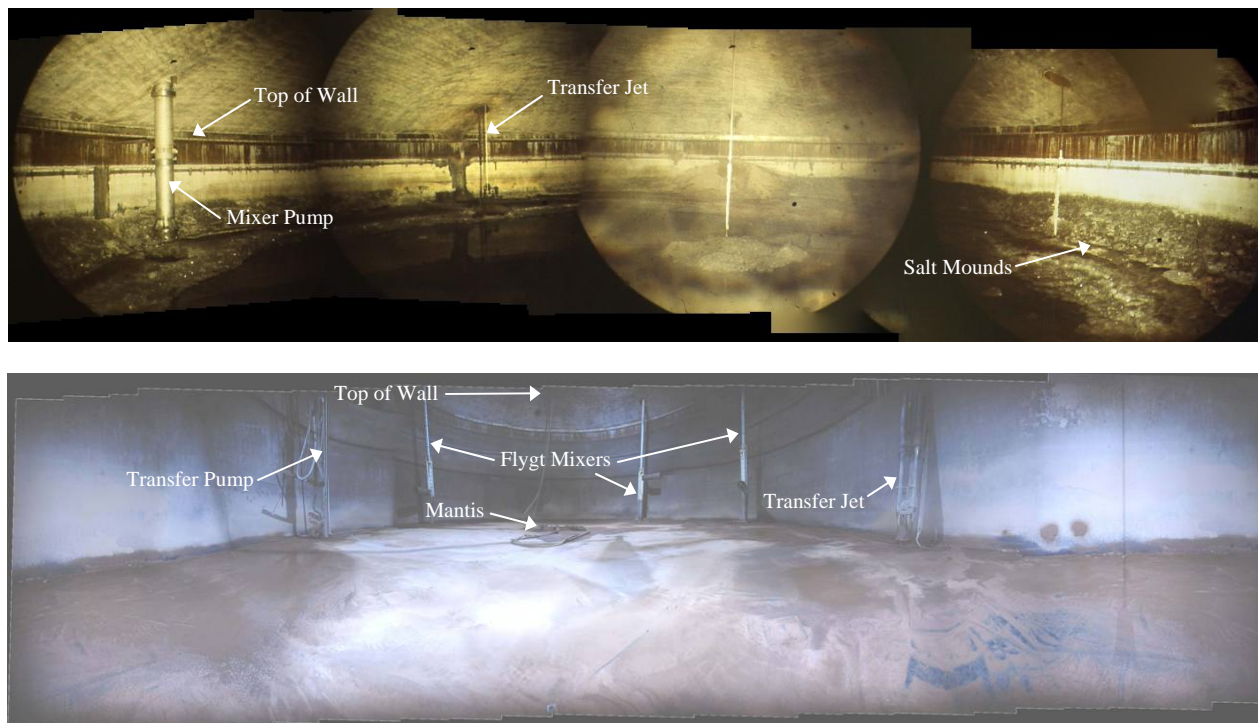 Top of Wall
Transfer Jet
Mixer Pump
Salt Mounds
Top of Wall
Transfer Pump
Flygt Mixers
Mantis
Transfer Jet